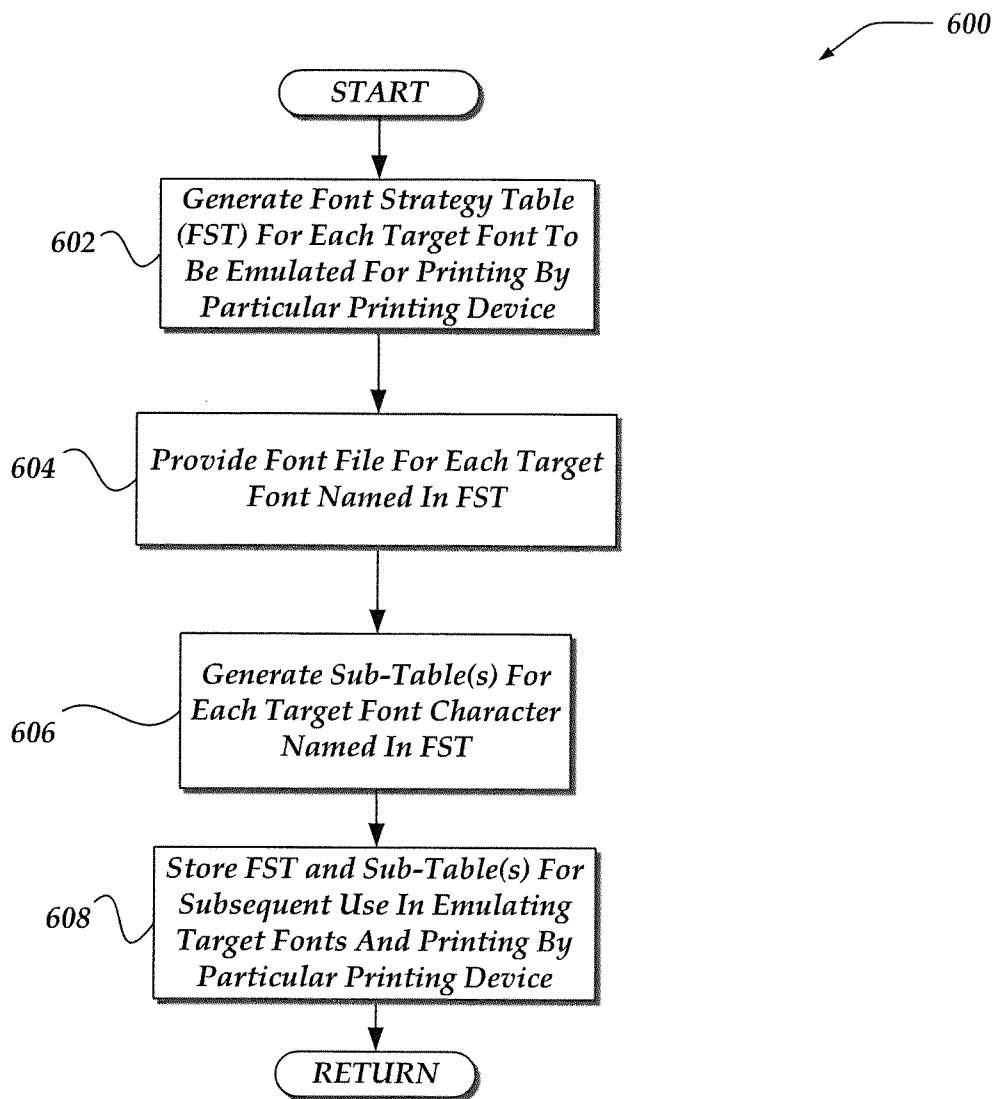 600
START
Generate Font Strategy Table
(FST) For Each Target Font To
Be Emulated For Printing By
Particular Printing Device
602
Provide Font File For Each Target
Font Named In FST
604
Generate Sub-Table(s) For
Each Target Font Character
Named In FST
606
Store FST and Sub-Table(s) For
Subsequent Use In Emulating
Target Fonts And Printing By
Particular Printing Device
608
RETURN